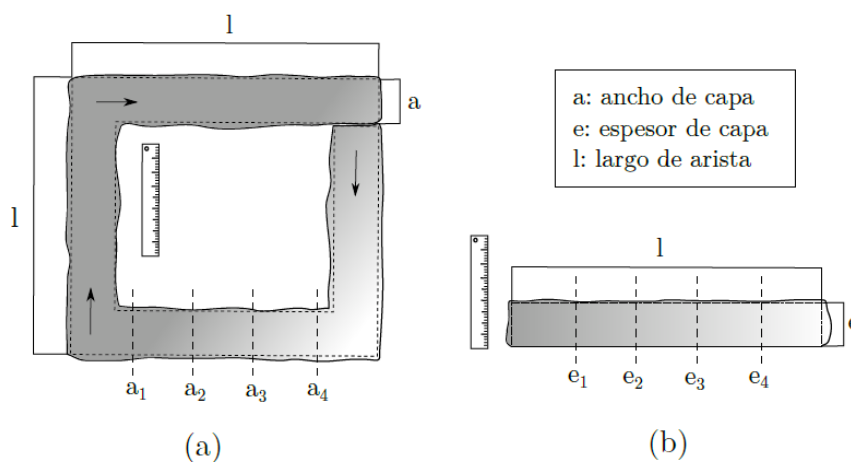 l
a
l
a₁ a₂ a₃ a₄
(a)
a: ancho de capa
e: espesor de capa
l: largo de arista
l
e
e₁ e₂ e₃ e₄
(b)